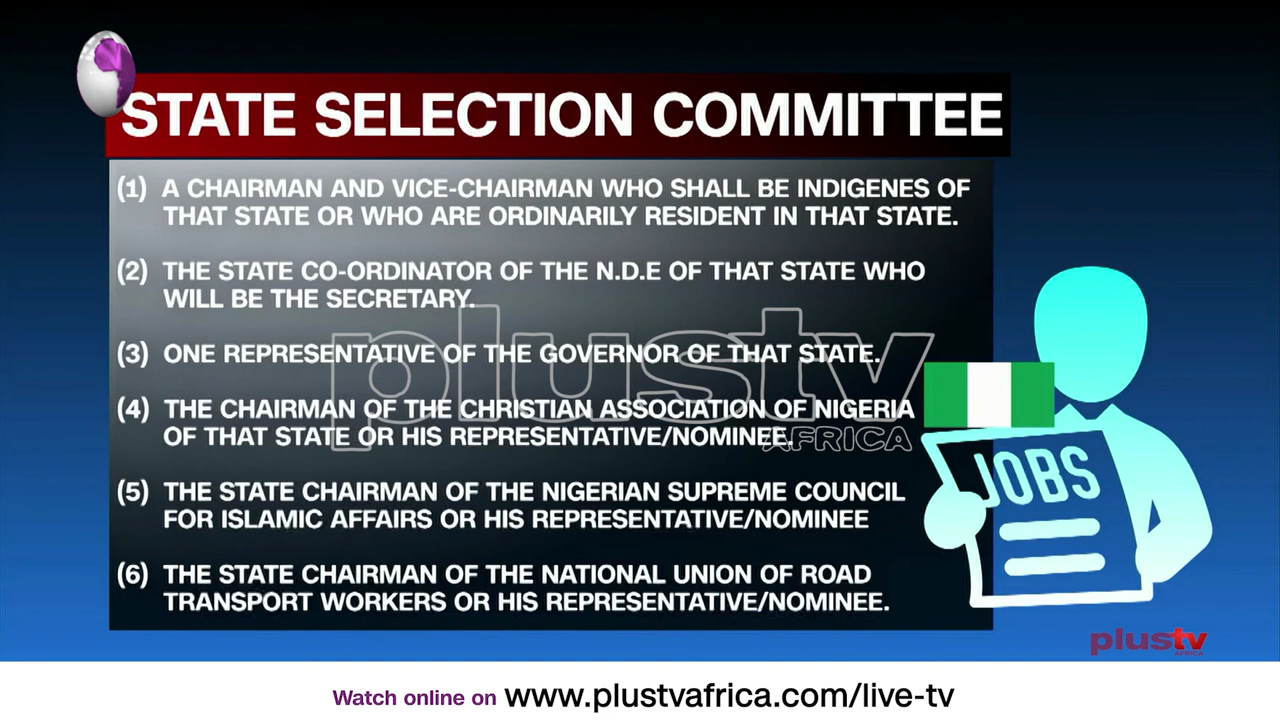 STATE SELECTION COMMITTEE
(1) A CHAIRMAN AND VICE-CHAIRMAN WHO SHALL BE INDIGENES OF
THAT STATE OR WHO ARE ORDINARILY RESIDENT IN THAT STATE.
(2) THE STATE CO-ORDINATOR OF THE N.D.E OF THAT STATE WHO
WILL BE THE SECRETARY.
(3) ONE REPRESENTATIVE OF THE GOVERNOR OF THAT STATE.
(4) THE CHAIRMAN OF THE CHRISTIAN ASSOCIATION OF NIGERIA
OF THAT STATE OR HIS REPRESENTATIVE/NOMINEE.
(5) THE STATE CHAIRMAN OF THE NIGERIAN SUPREME COUNCIL
FOR ISLAMIC AFFAIRS OR HIS REPRESENTATIVE/NOMINEE
(6) THE STATE CHAIRMAN OF THE NATIONAL UNION OF ROAD
TRANSPORT WORKERS OR HIS REPRESENTATIVE/NOMINEE.
plustv
AFRICA
JOBS
plustv
AFRICA
Watch online on www.plustvafrica.com/live-tv